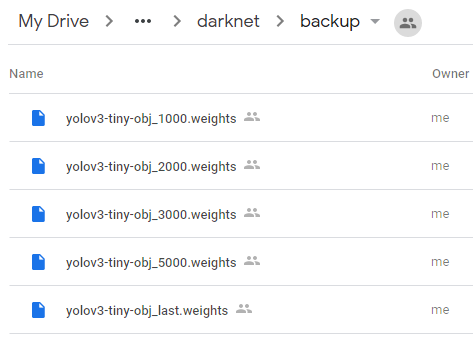 My Drive > ••• > darknet > backup
Name Owner
yolov3-tiny-obj_1000.weights me
yolov3-tiny-obj_2000.weights me
yolov3-tiny-obj_3000.weights me
yolov3-tiny-obj_5000.weights me
yolov3-tiny-obj_last.weights me